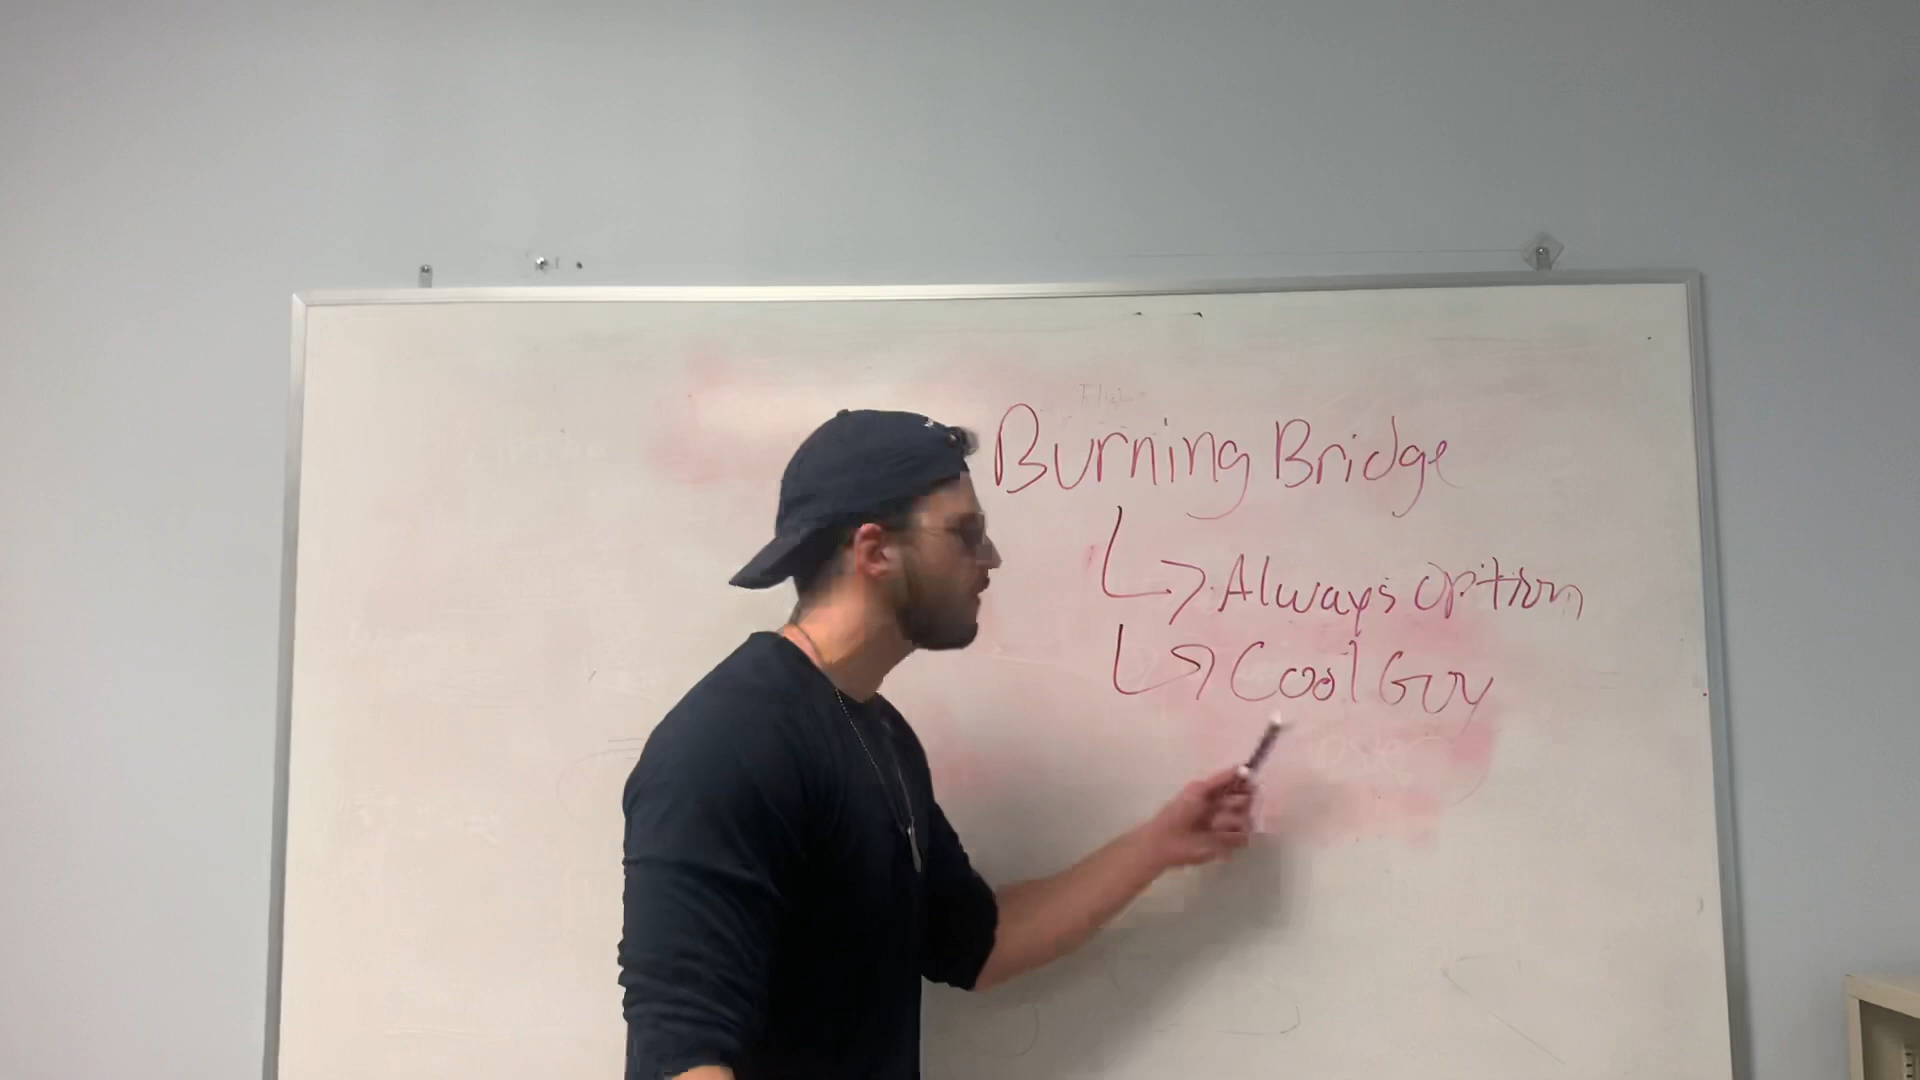 Burning Bridge
↳ Always option
↳ Cool Guy